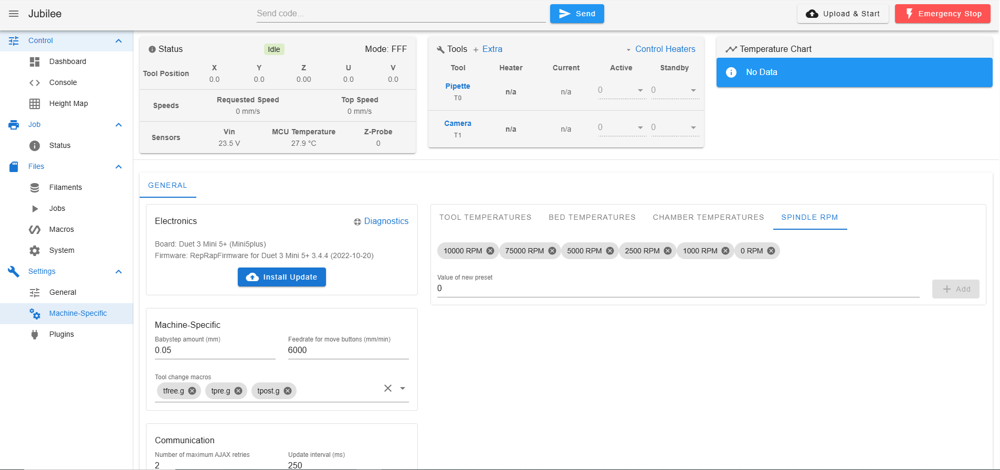 Jubilee
Send code...
Send
Upload & Start
Emergency Stop
Control
Dashboard
Console
Height Map
Job
Status
Files
Filaments
Jobs
Macros
System
Settings
General
Machine-Specific
Plugins
Status
Idle
Mode: FFF
Tool Position
X Y Z U V
0.0 0.0 0.00 0.0 0.0
Speeds
Requested Speed Top Speed
0 mm/s 0 mm/s
Sensors
Vin MCU Temperature Z-Probe
23.5 V 27.9 °C 0
Tools + Extra
Control Heaters
Tool Heater Current Active Standby
Pipette
T0
n/a n/a 0 0
Camera
T1
n/a n/a 0 0
Temperature Chart
No Data
GENERAL
Electronics
Diagnostics
Board: Duet 3 Mini 5+ (Mini5plus)
Firmware: RepRapFirmware for Duet 3 Mini 5+ 3.4.4 (2022-10-20)
Install Update
Machine-Specific
Babystep amount (mm) Feedrate for move buttons (mm/min)
0.05 6000
Tool change macros
tfree.g tpre.g tpost.g
Communication
Number of maximum AJAX retries Update interval (ms)
2 250
TOOL TEMPERATURES BED TEMPERATURES CHAMBER TEMPERATURES SPINDLE RPM
10000 RPM 75000 RPM 5000 RPM 2500 RPM 1000 RPM 0 RPM
Value of new preset
0
+ Add